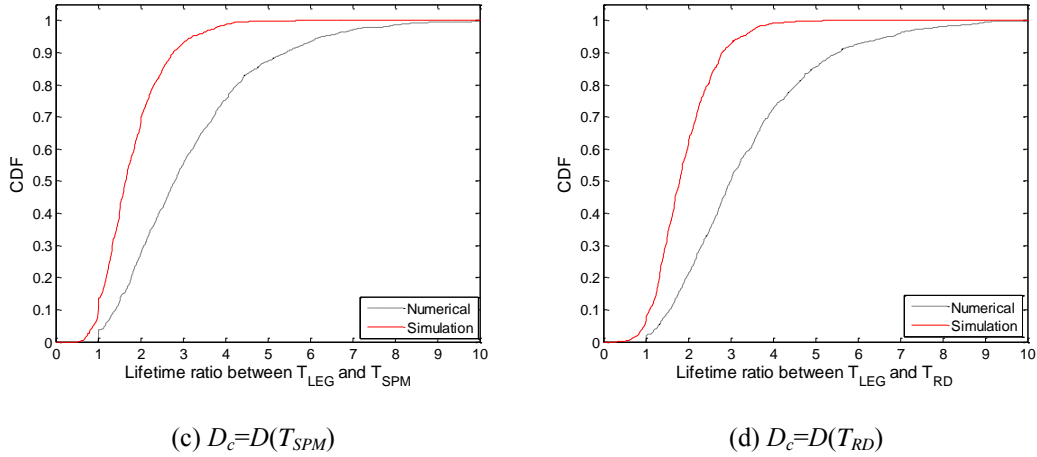 1
0.9
0.8
0.7
0.6
0.5
0.4
0.3
0.2
0.1
0
CDF
0 1 2 3 4 5 6 7 8 9 10
Lifetime ratio between T_LEG and T_SPM
Numerical
Simulation
(c) D_c=D(T_SPM)
1
0.9
0.8
0.7
0.6
0.5
0.4
0.3
0.2
0.1
0
CDF
0 1 2 3 4 5 6 7 8 9 10
Lifetime ratio between T_LEG and T_RD
Numerical
Simulation
(d) D_c=D(T_RD)